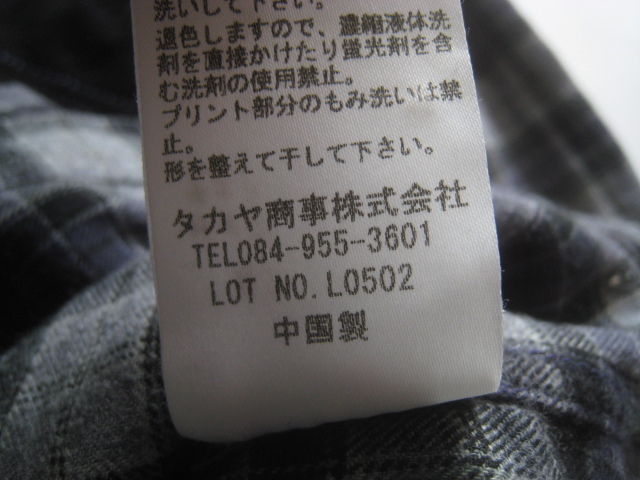 洗いして下さい。
退色しますので、濃縮液体洗
剤を直接かけたり蛍光剤を含
む洗剤の使用禁止。
プリント部分のもみ洗いは禁
止。
形を整えて干して下さい。
タカヤ商事株式会社
TEL084-955-3601
LOT NO.L0502
中国製